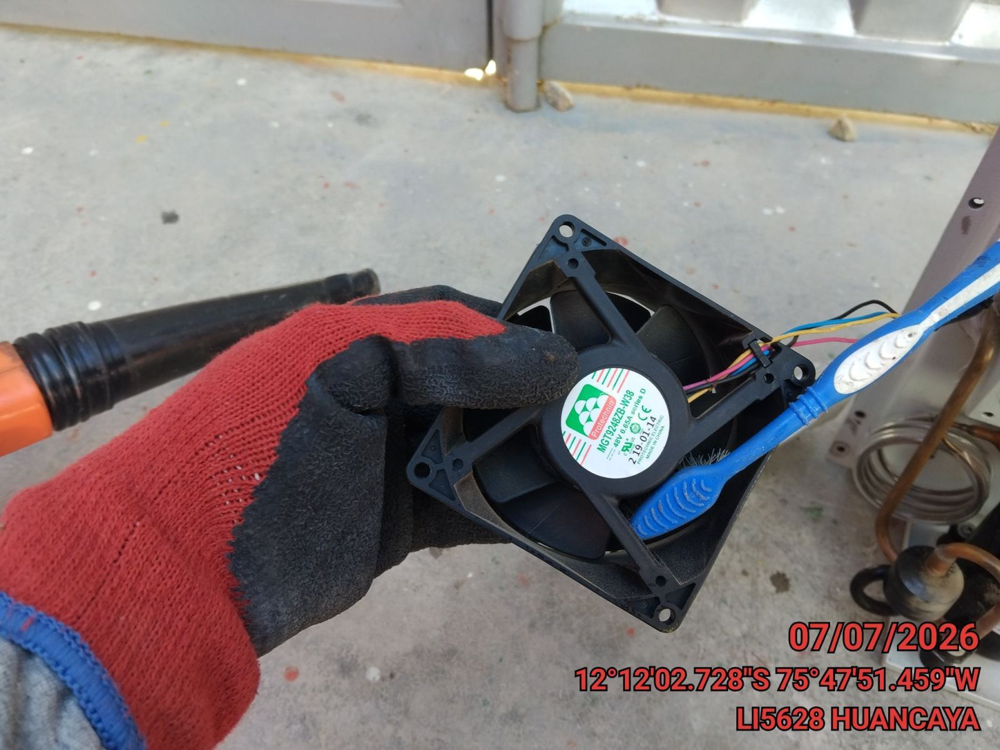 Protechnic
MGT9248ZB-W38
48V 0.65A series D
CE
2 19-01-14
PROTECHNIC ELECTRIC
MADE IN CHINA
07/07/2026
12°12'02.728"S 75°47'51.459"W
LI5628 HUANCAYA